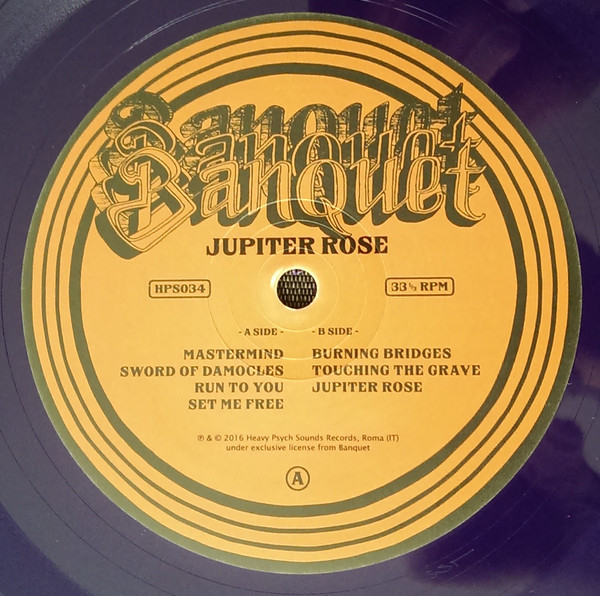 Banquet
JUPITER ROSE
HPS034
33⅓ RPM
- A SIDE -
MASTERMIND
SWORD OF DAMOCLES
RUN TO YOU
SET ME FREE
- B SIDE -
BURNING BRIDGES
TOUCHING THE GRAVE
JUPITER ROSE
℗ & © 2016 Heavy Psych Sounds Records, Roma (IT)
under exclusive license from Banquet
A